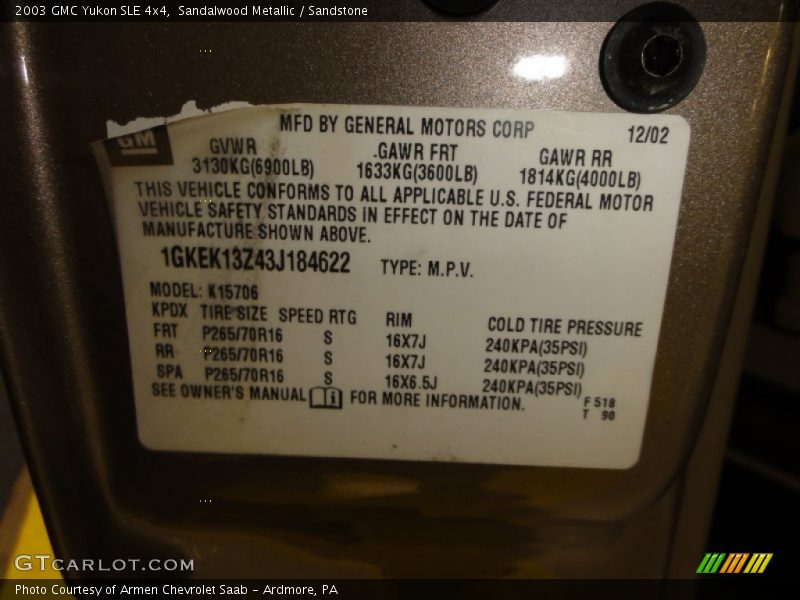 2003 GMC Yukon SLE 4x4,  Sandalwood Metallic / Sandstone
GM
MFD BY GENERAL MOTORS CORP 12/02
GVWR GAWR FRT GAWR RR
3130KG(6900LB) 1633KG(3600LB) 1814KG(4000LB)
THIS VEHICLE CONFORMS TO ALL APPLICABLE U.S. FEDERAL MOTOR
VEHICLE SAFETY STANDARDS IN EFFECT ON THE DATE OF
MANUFACTURE SHOWN ABOVE.
1GKEK13Z43J184622 TYPE: M.P.V.
MODEL: K15706
KPDX TIRE SIZE SPEED RTG RIM COLD TIRE PRESSURE
FRT P265/70R16 S 16X7J 240KPA(35PSI)
RR P265/70R16 S 16X7J 240KPA(35PSI)
SPA P265/70R16 S 16X6.5J 240KPA(35PSI)
SEE OWNER'S MANUAL FOR MORE INFORMATION.
F 518
T 90
GTCARLOT.COM
Photo Courtesy of Armen Chevrolet Saab - Ardmore, PA